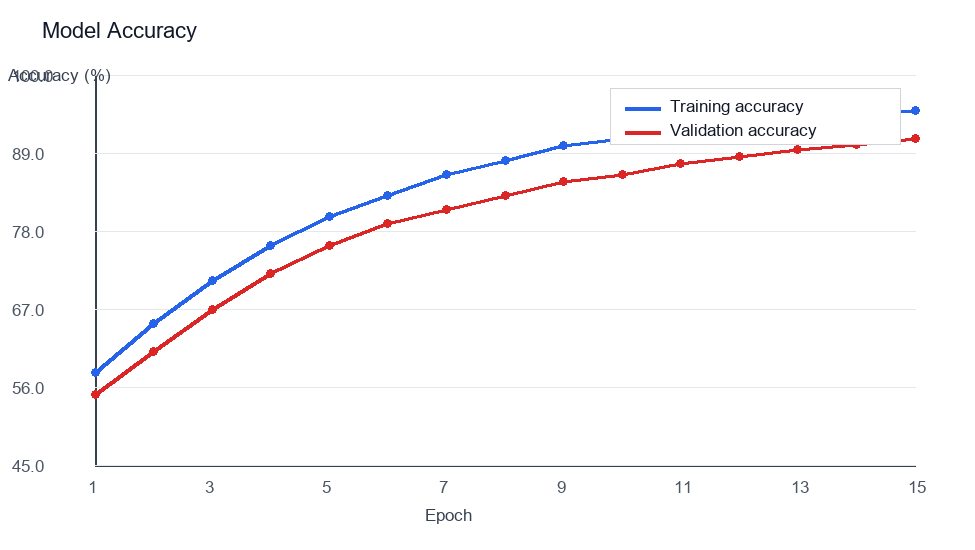 Model Accuracy
Accuracy (%)
100.0
Training accuracy
Validation accuracy
89.0
78.0
67.0
56.0
45.0
1 3 5 7 9 11 13 15
Epoch